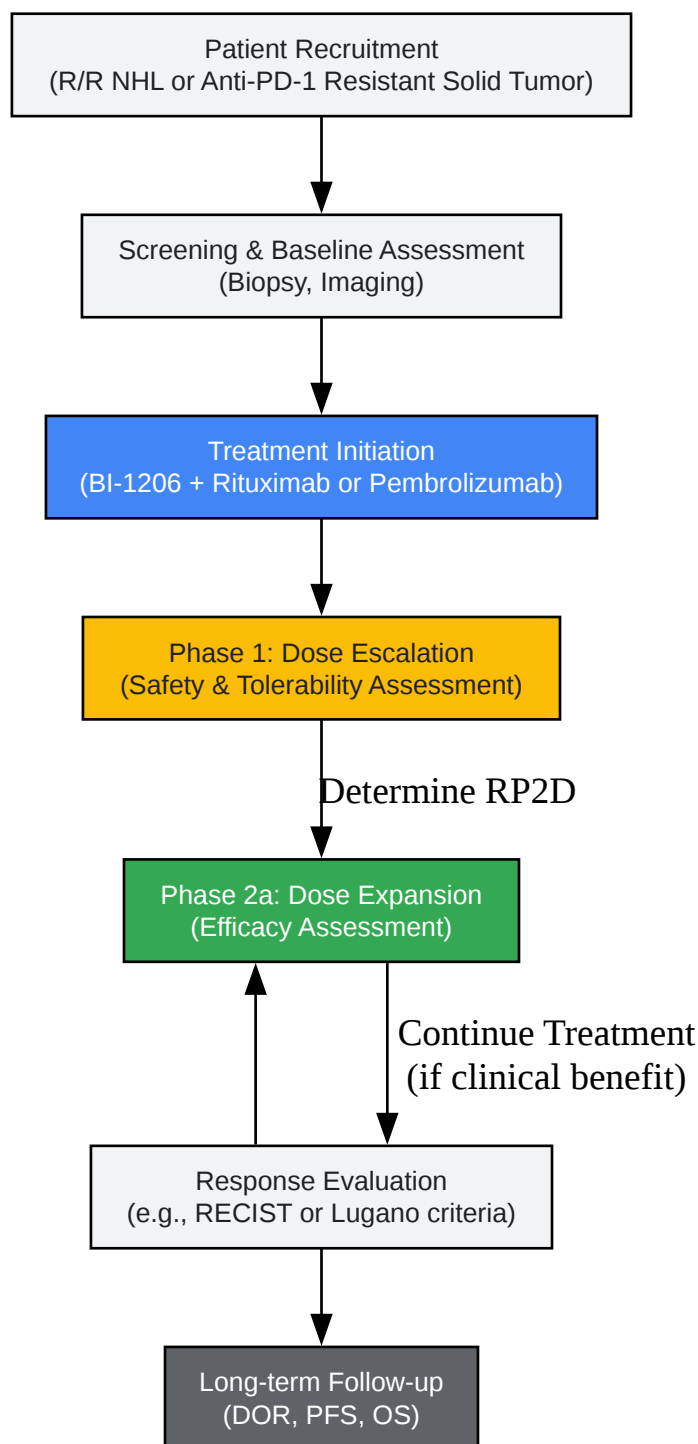 Patient Recruitment
(R/R NHL or Anti-PD-1 Resistant Solid Tumor)
Screening & Baseline Assessment
(Biopsy, Imaging)
Treatment Initiation
(BI-1206 + Rituximab or Pembrolizumab)
Phase 1: Dose Escalation
(Safety & Tolerability Assessment)
Determine RP2D
Phase 2a: Dose Expansion
(Efficacy Assessment)
Continue Treatment
(if clinical benefit)
Response Evaluation
(e.g., RECIST or Lugano criteria)
Long-term Follow-up
(DOR, PFS, OS)